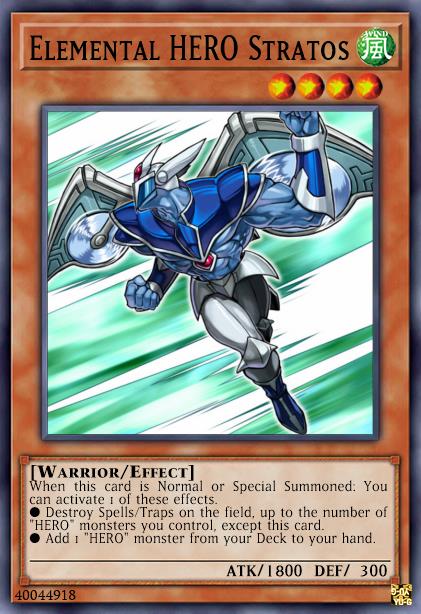 Elemental HERO Stratos
WIND
風
[Warrior/Effect]
When this card is Normal or Special Summoned: You
can activate 1 of these effects.
● Destroy Spells/Traps on the field, up to the number of
"HERO" monsters you control, except this card.
● Add 1 "HERO" monster from your Deck to your hand.
ATK/1800 DEF/ 300
40044918